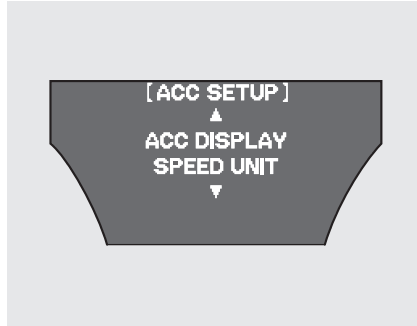 [ACC SETUP]
▲
ACC DISPLAY
SPEED UNIT
▼